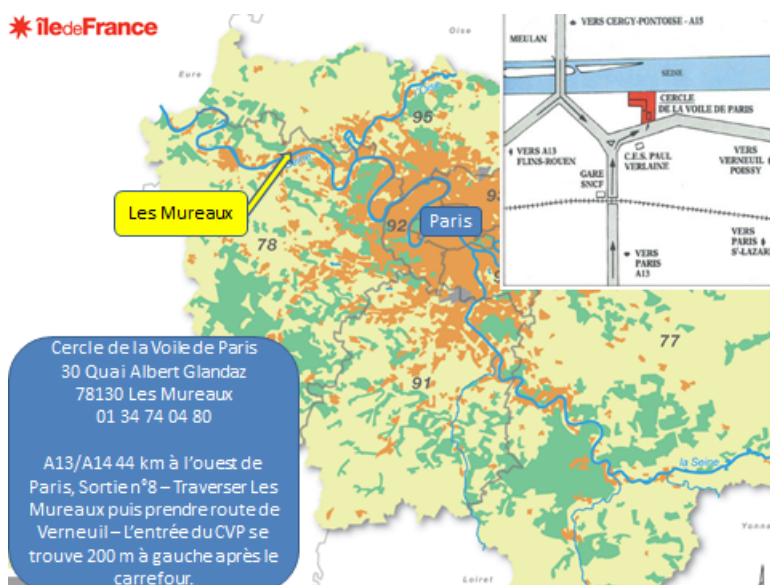 îledeFrance
Oise
Eure
l'Oise
95
Seine
Les Mureaux
78
92
Paris
93
77
91
la Seine
Yonne
Loiret
VERS CERGY-PONTOISE - A15
MEULAN
SEINE
CERCLE
DE LA VOILE DE PARIS
VERS A13
FLINS-ROUEN
C.E.S. PAUL
VERLAINE
VERS
VERNEUIL
POISSY
GARE
SNCF
VERS
PARIS
A13
VERS
PARIS
St-LAZARE
Cercle de la Voile de Paris
30 Quai Albert Glandaz
78130 Les Mureaux
01 34 74 04 80
A13/A14 44 km à l'ouest de
Paris, Sortie n°8 – Traverser Les
Mureaux puis prendre route de
Verneuil – L'entrée du CVP se
trouve 200 m à gauche après le
carrefour.